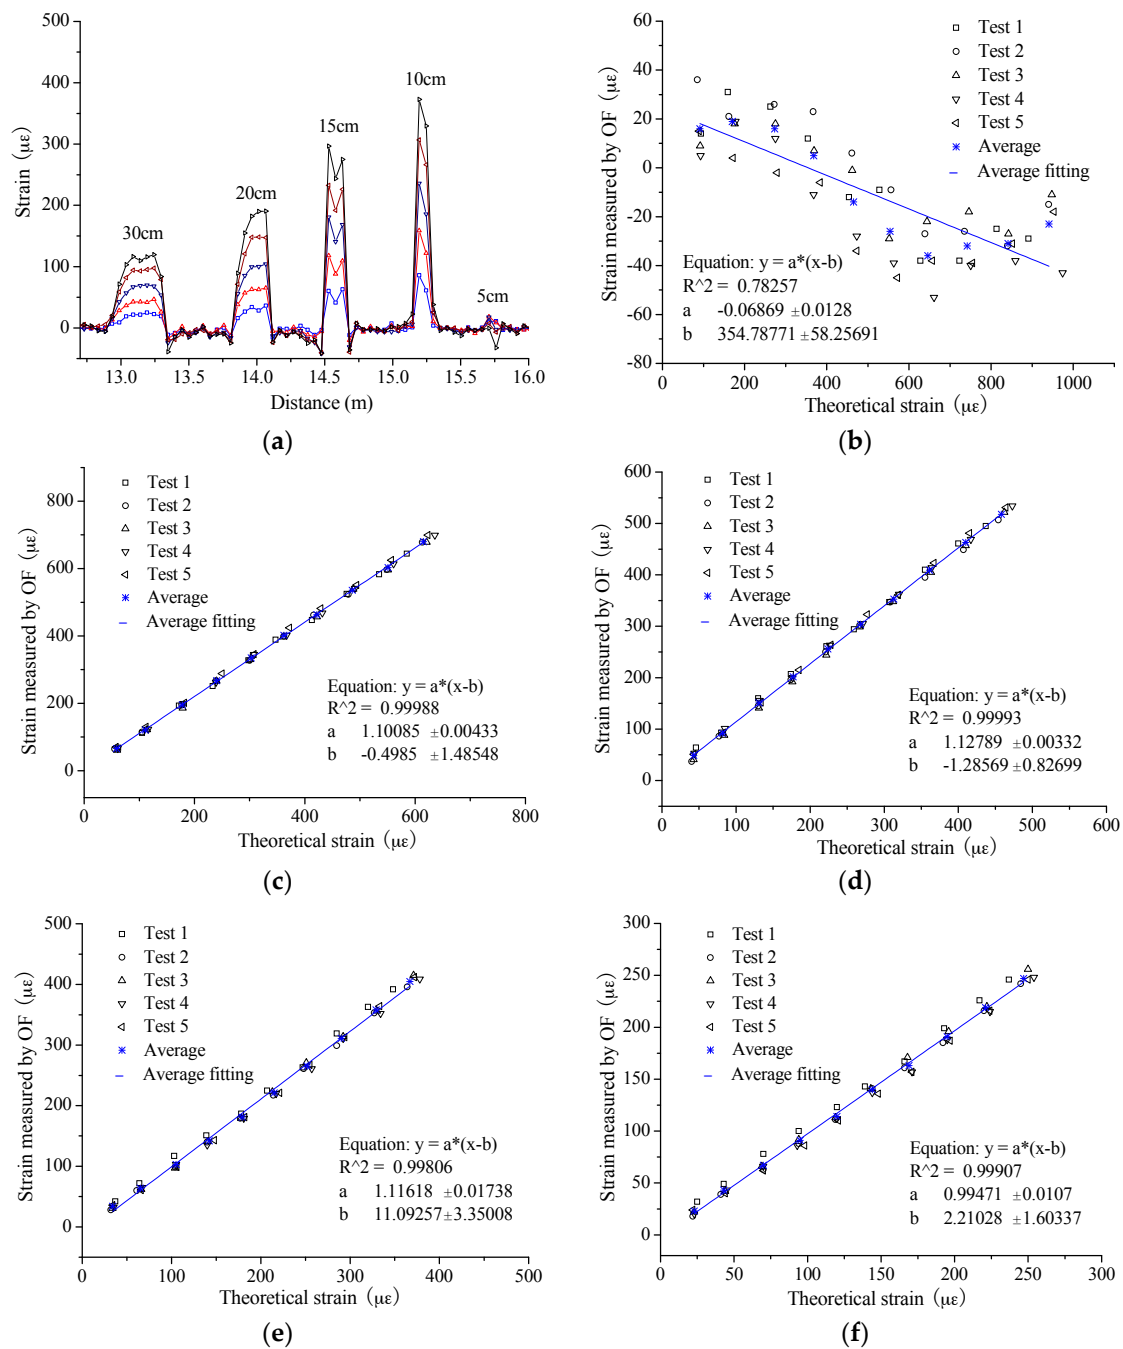 500
400
300
200
100
0
Strain (με)
30cm
20cm
15cm
10cm
5cm
13.0 13.5 14.0 14.5 15.0 15.5 16.0
Distance (m)
(a)
60
40
20
0
-20
-40
-60
-80
Strain measured by OF (με)
Test 1
Test 2
Test 3
Test 4
Test 5
Average
Average fitting
Equation: y = a*(x-b)
R^2 = 0.78257
a -0.06869 ±0.0128
b 354.78771 ±58.25691
0 200 400 600 800 1000
Theoretical strain (με)
(b)
800
600
400
200
0
Strain measured by OF (με)
Test 1
Test 2
Test 3
Test 4
Test 5
Average
Average fitting
Equation: y = a*(x-b)
R^2 = 0.99988
a 1.10085 ±0.00433
b -0.4985 ±1.48548
0 200 400 600 800
Theoretical strain (με)
(c)
600
500
400
300
200
100
0
Strain measured by OF (με)
Test 1
Test 2
Test 3
Test 4
Test 5
Average
Average fitting
Equation: y = a*(x-b)
R^2 = 0.99993
a 1.12789 ±0.00332
b -1.28569 ±0.82699
0 100 200 300 400 500 600
Theoretical strain (με)
(d)
500
400
300
200
100
0
Strain measured by OF (με)
Test 1
Test 2
Test 3
Test 4
Test 5
Average
Average fitting
Equation: y = a*(x-b)
R^2 = 0.99806
a 1.11618 ±0.01738
b 11.09257±3.35008
0 100 200 300 400 500
Theoretical strain (με)
(e)
300
250
200
150
100
50
0
Strain measured by OF (με)
Test 1
Test 2
Test 3
Test 4
Test 5
Average
Average fitting
Equation: y = a*(x-b)
R^2 = 0.99907
a 0.99471 ±0.0107
b 2.21028 ±1.60337
0 50 100 150 200 250 300
Theoretical strain (με)
(f)